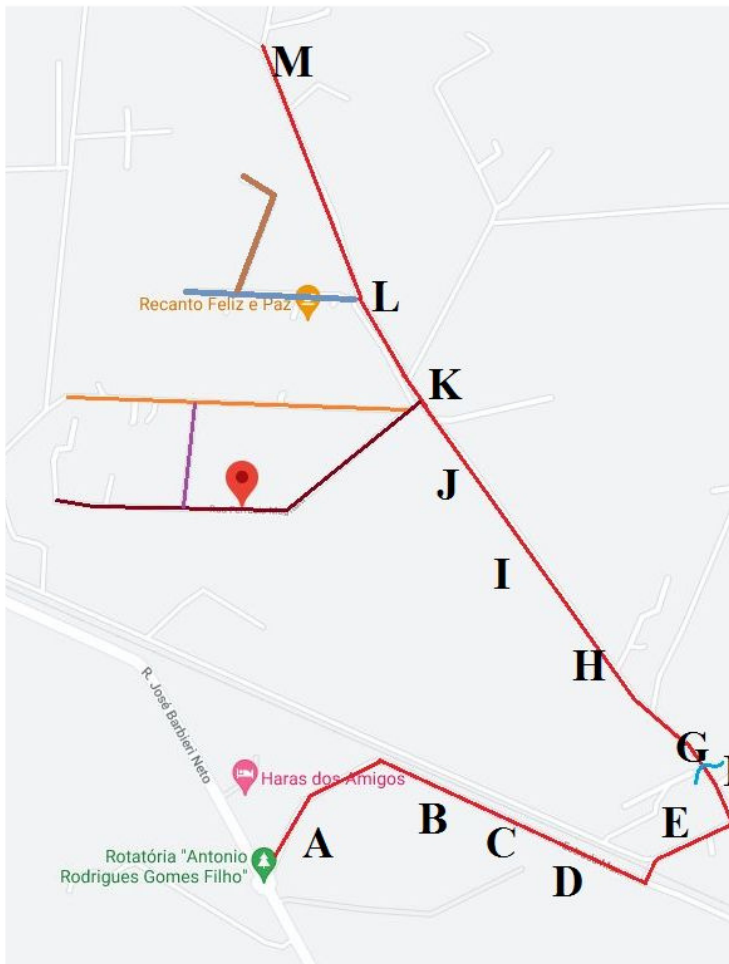 M
Recanto Feliz e Paz
L
K
J
I
H
R. José Barbieri Neto
G
Haras dos Amigos
B
E
A
C
Rotatória "Antonio
Rodrigues Gomes Filho"
D